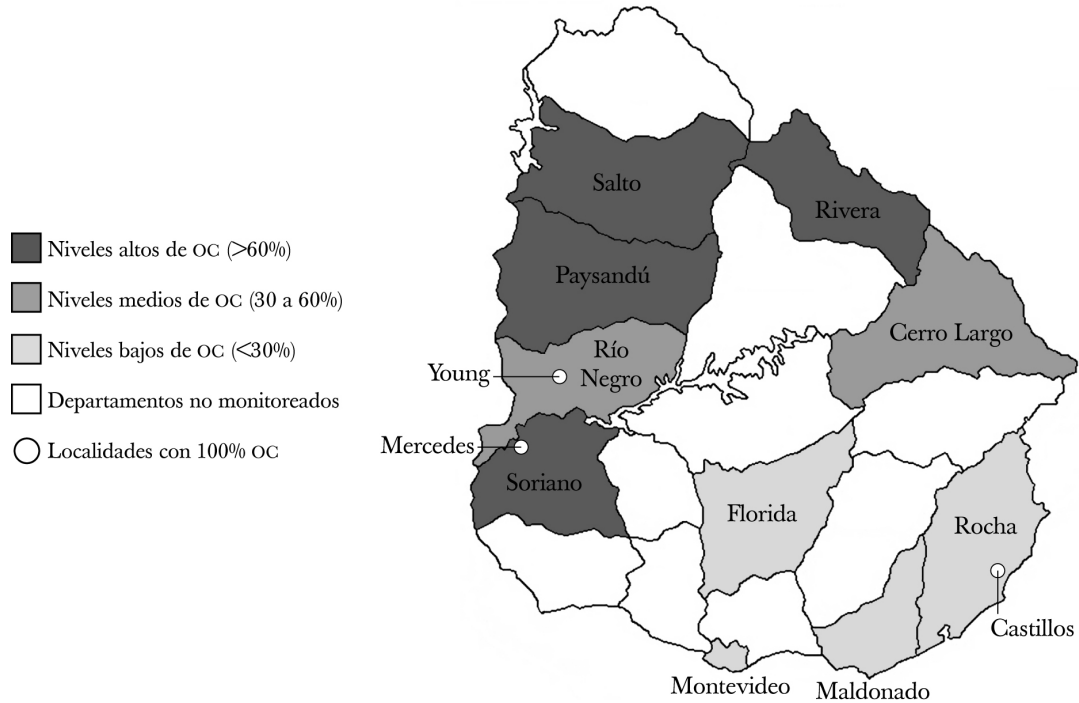 Niveles altos de OC (>60%)
Niveles medios de OC (30 a 60%)
Niveles bajos de OC (<30%)
Departamentos no monitoreados
Localidades con 100% OC
Salto
Rivera
Paysandú
Cerro Largo
Río
Negro
Young
Mercedes
Soriano
Florida
Rocha
Castillos
Montevideo
Maldonado